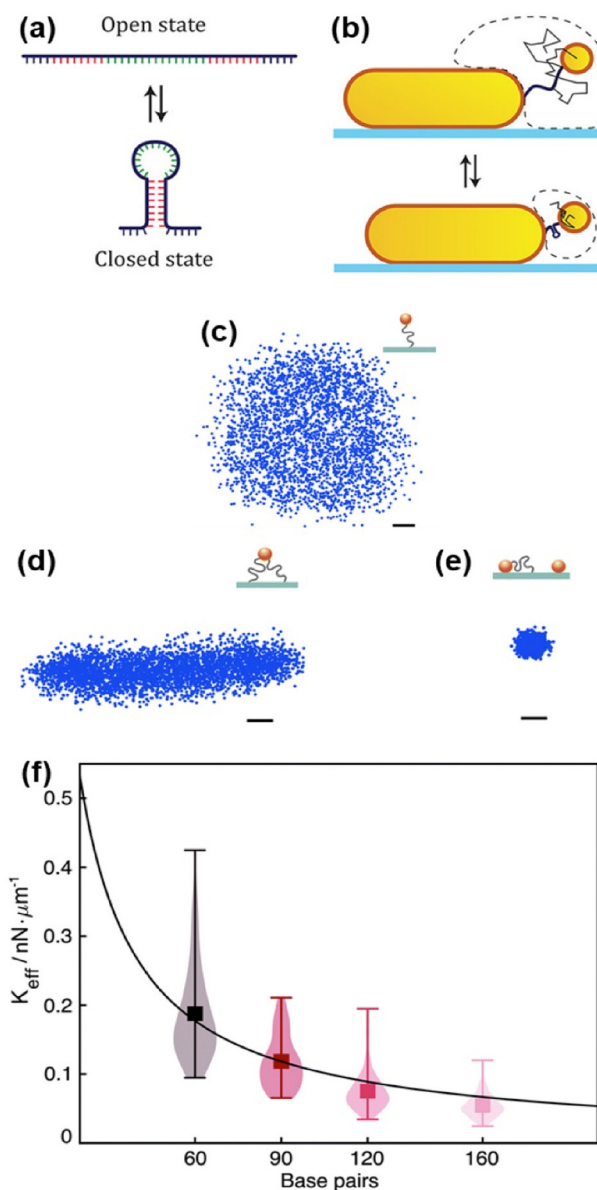 (a)
Open state
Closed state
(b)
(c)
(d)
(e)
(f)
K_eff / nN·μm⁻¹
0.5
0.4
0.3
0.2
0.1
0
60 90 120 160
Base pairs